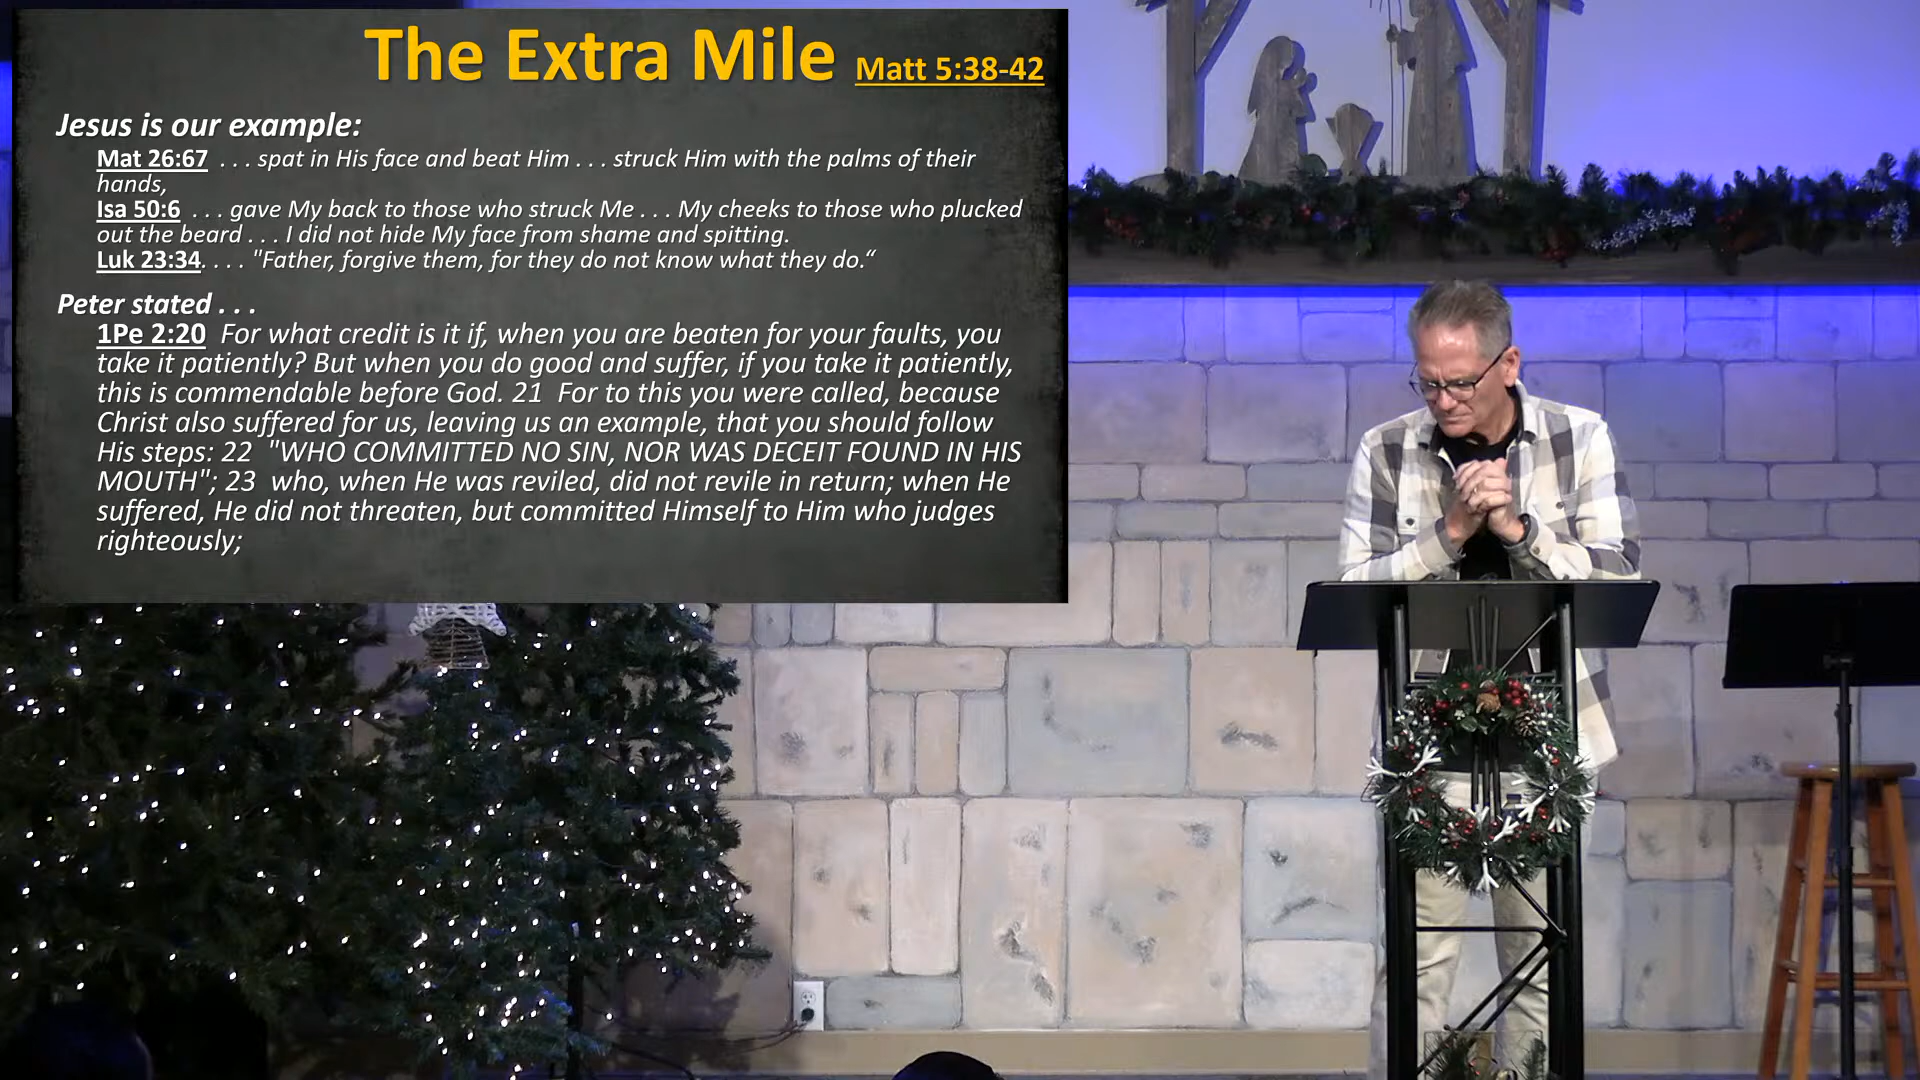 The Extra Mile Matt 5:38-42
Jesus is our example:
Mat 26:67 . . . spat in His face and beat Him . . . struck Him with the palms of their
hands,
Isa 50:6 . . . gave My back to those who struck Me . . . My cheeks to those who plucked
out the beard . . . I did not hide My face from shame and spitting.
Luk 23:34. . . . "Father, forgive them, for they do not know what they do.“
Peter stated . . .
1Pe 2:20 For what credit is it if, when you are beaten for your faults, you
take it patiently? But when you do good and suffer, if you take it patiently,
this is commendable before God. 21 For to this you were called, because
Christ also suffered for us, leaving us an example, that you should follow
His steps: 22 "WHO COMMITTED NO SIN, NOR WAS DECEIT FOUND IN HIS
MOUTH"; 23 who, when He was reviled, did not revile in return; when He
suffered, He did not threaten, but committed Himself to Him who judges
righteously;